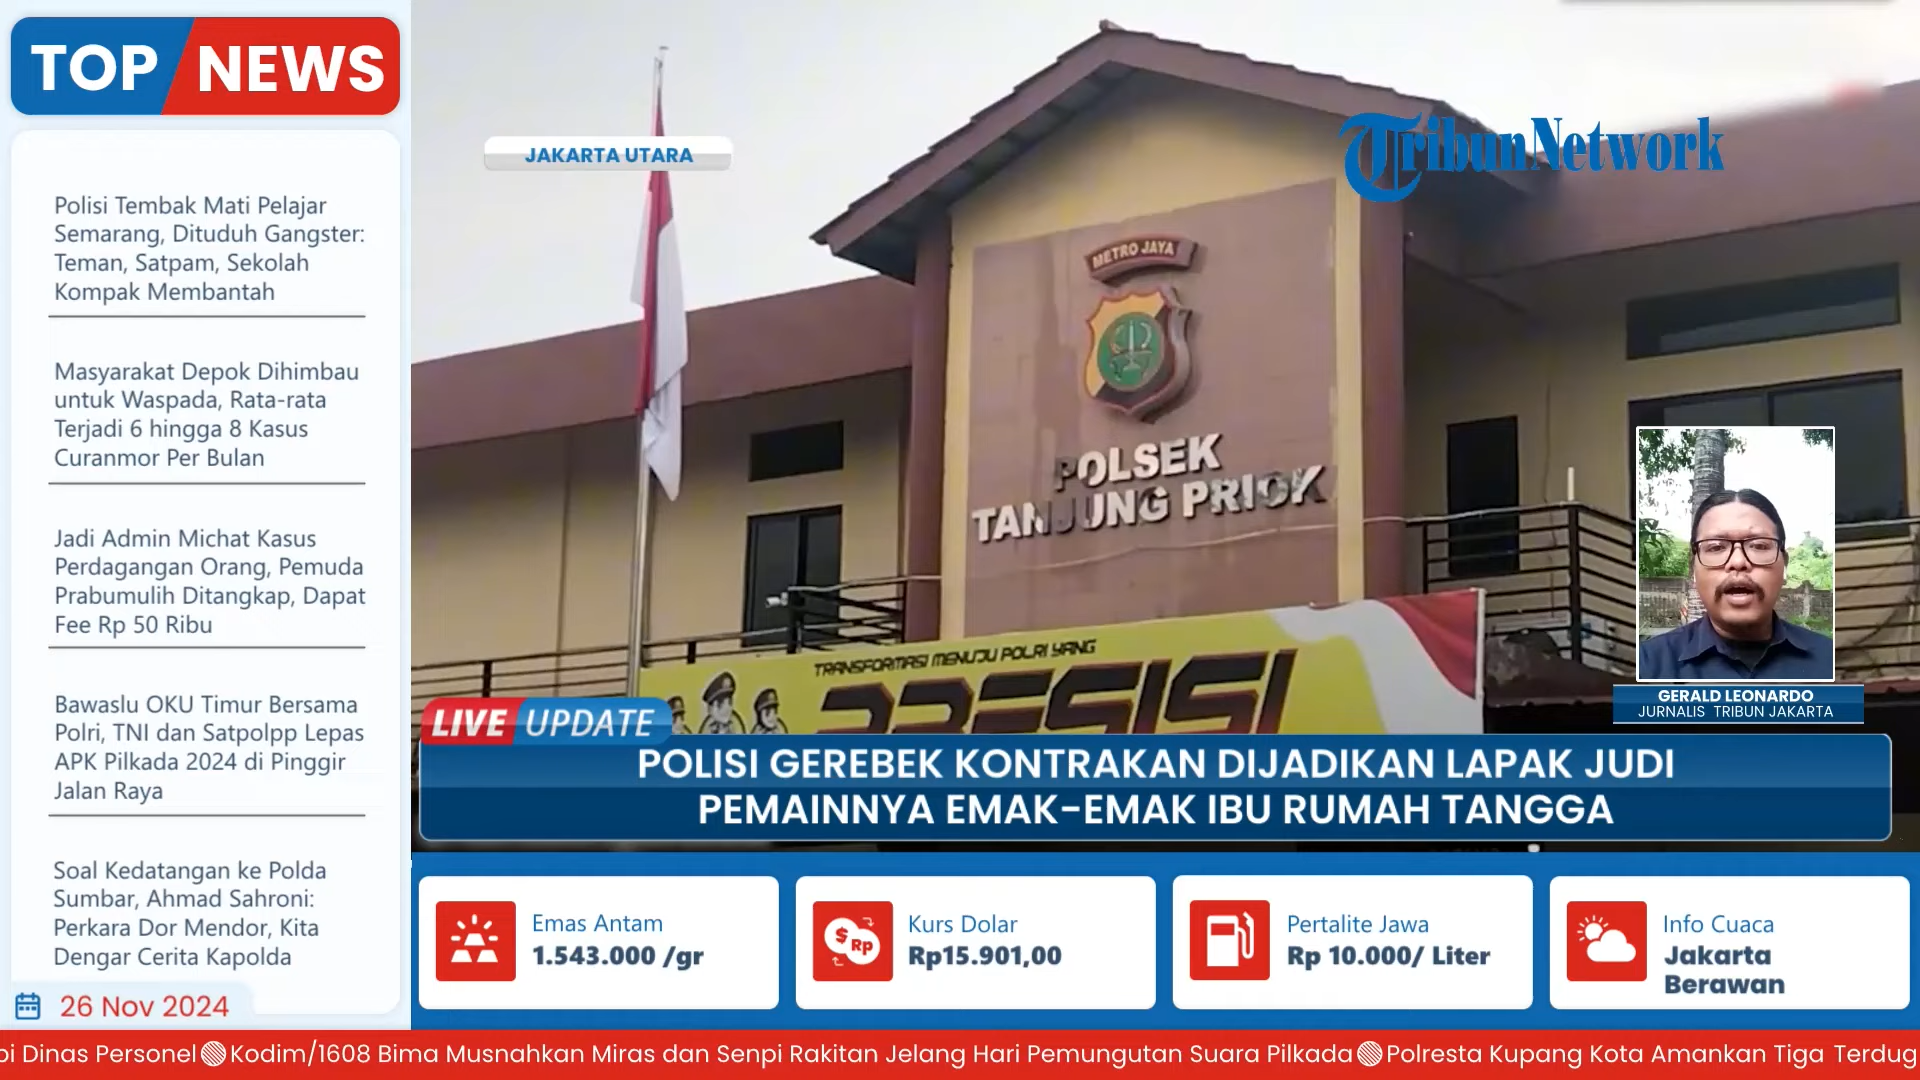 TOP NEWS
Polisi Tembak Mati Pelajar
Semarang, Dituduh Gangster:
Teman, Satpam, Sekolah
Kompak Membantah
Masyarakat Depok Dihimbau
untuk Waspada, Rata-rata
Terjadi 6 hingga 8 Kasus
Curanmor Per Bulan
Jadi Admin Michat Kasus
Perdagangan Orang, Pemuda
Prabumulih Ditangkap, Dapat
Fee Rp 50 Ribu
Bawaslu OKU Timur Bersama
Polri, TNI dan Satpolpp Lepas
APK Pilkada 2024 di Pinggir
Jalan Raya
Soal Kedatangan ke Polda
Sumbar, Ahmad Sahroni:
Perkara Dor Mendor, Kita
Dengar Cerita Kapolda
26 Nov 2024
JAKARTA UTARA
TribunNetwork
METRO JAYA
POLSEK
TANJUNG PRIOK
TRANSFORMASI MENUJU POLRI YANG
PRESISI
GERALD LEONARDO
JURNALIS TRIBUN JAKARTA
LIVE UPDATE
POLISI GEREBEK KONTRAKAN DIJADIKAN LAPAK JUDI
PEMAINNYA EMAK-EMAK IBU RUMAH TANGGA
Emas Antam
1.543.000 /gr
$ Rp
Kurs Dolar
Rp15.901,00
Pertalite Jawa
Rp 10.000/ Liter
Info Cuaca
Jakarta
Berawan
pi Dinas Personel Kodim/1608 Bima Musnahkan Miras dan Senpi Rakitan Jelang Hari Pemungutan Suara Pilkada Polresta Kupang Kota Amankan Tiga Terdug